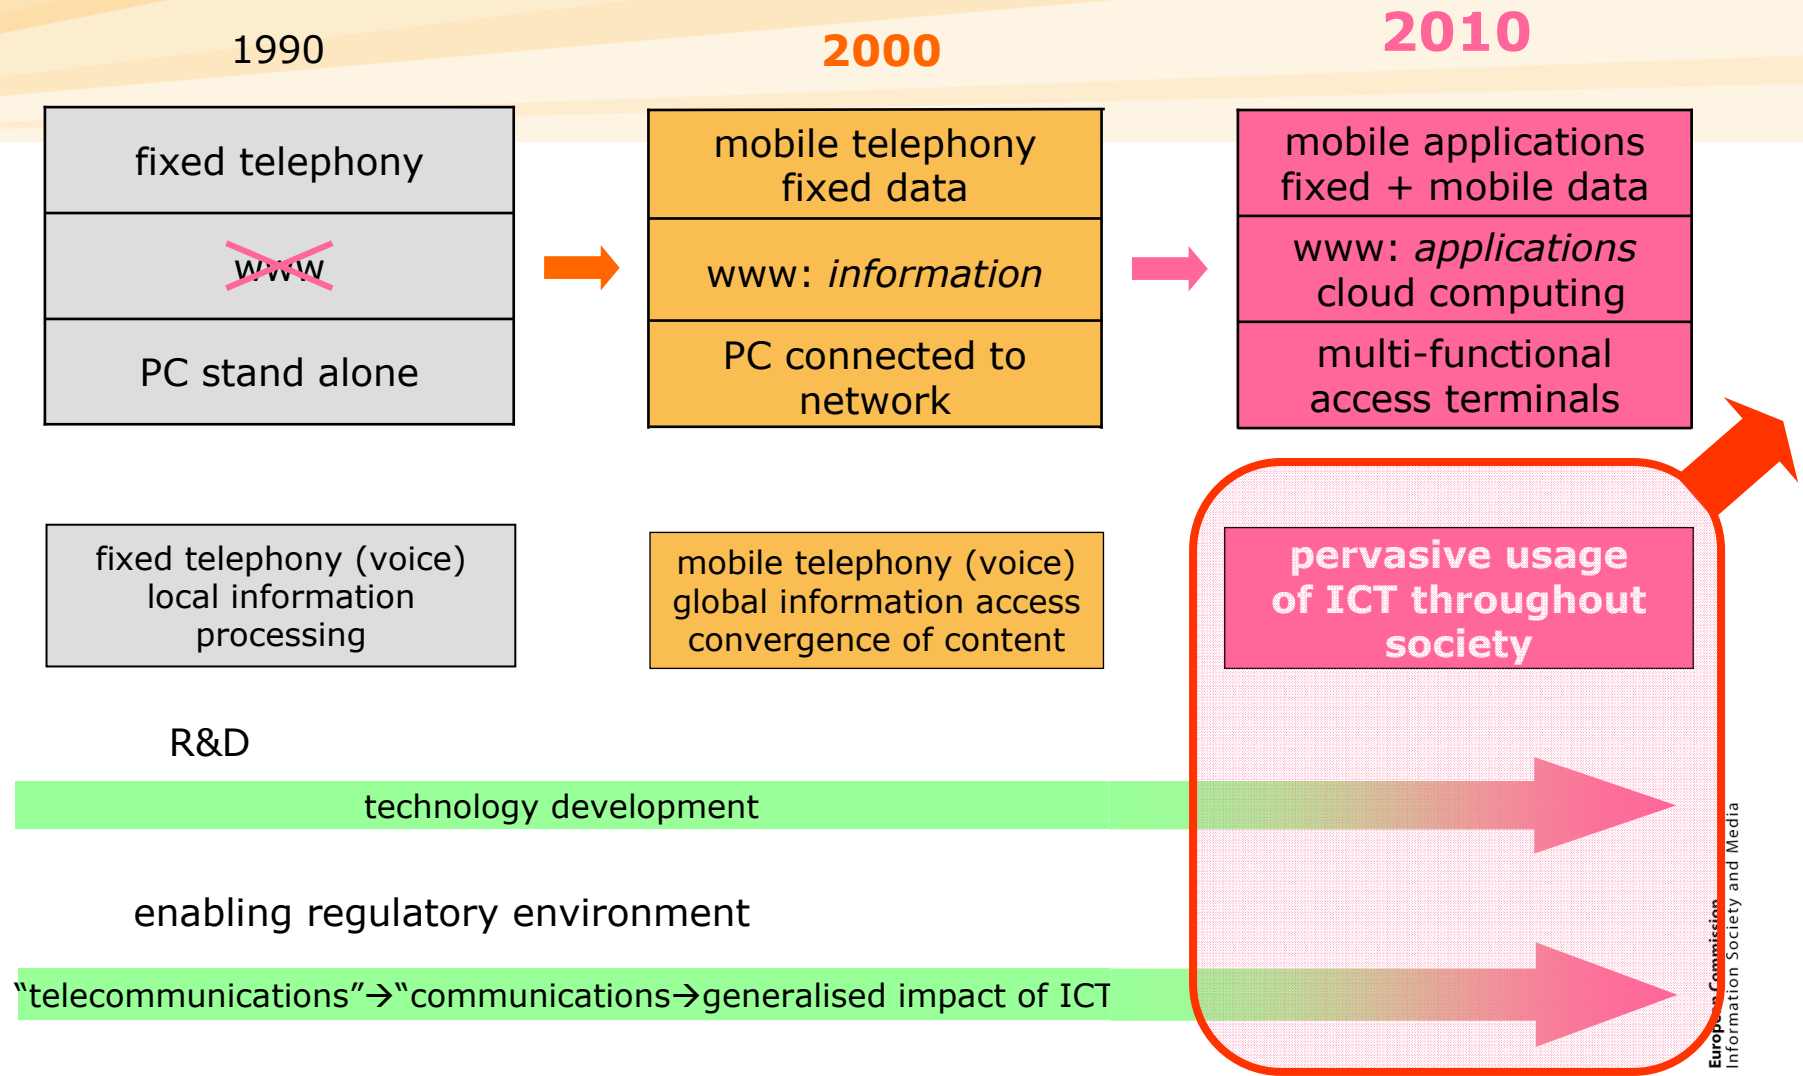 1990
2000
2010
fixed telephony
www
PC stand alone
mobile telephony
fixed data
www: information
PC connected to
network
mobile applications
fixed + mobile data
www: applications
cloud computing
multi-functional
access terminals
fixed telephony (voice)
local information
processing
mobile telephony (voice)
global information access
convergence of content
pervasive usage
of ICT throughout
society
R&D
technology development
enabling regulatory environment
“telecommunications”→“communications→generalised impact of ICT
European Commission
Information Society and Media